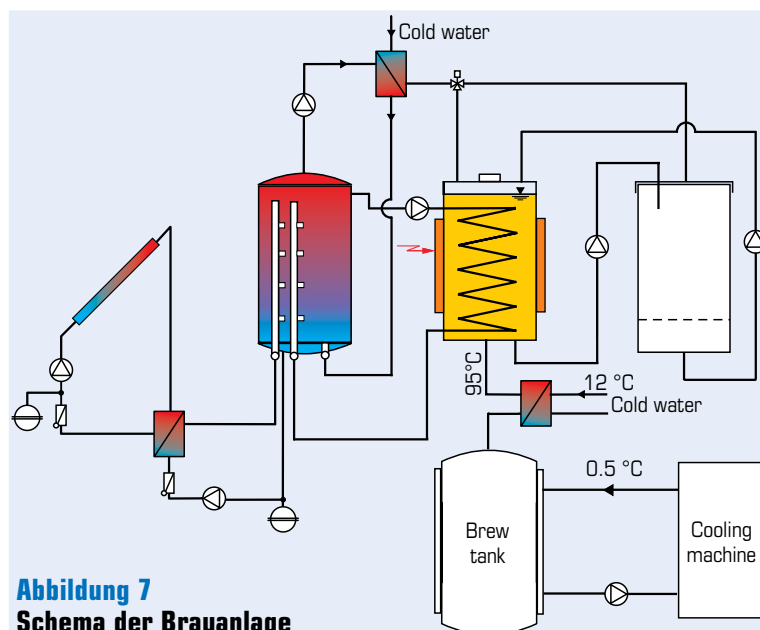 Cold water
95°C
12 °C
Cold water
0.5 °C
Brew
tank
Cooling
machine
Abbildung 7
Schema der Brauanlage